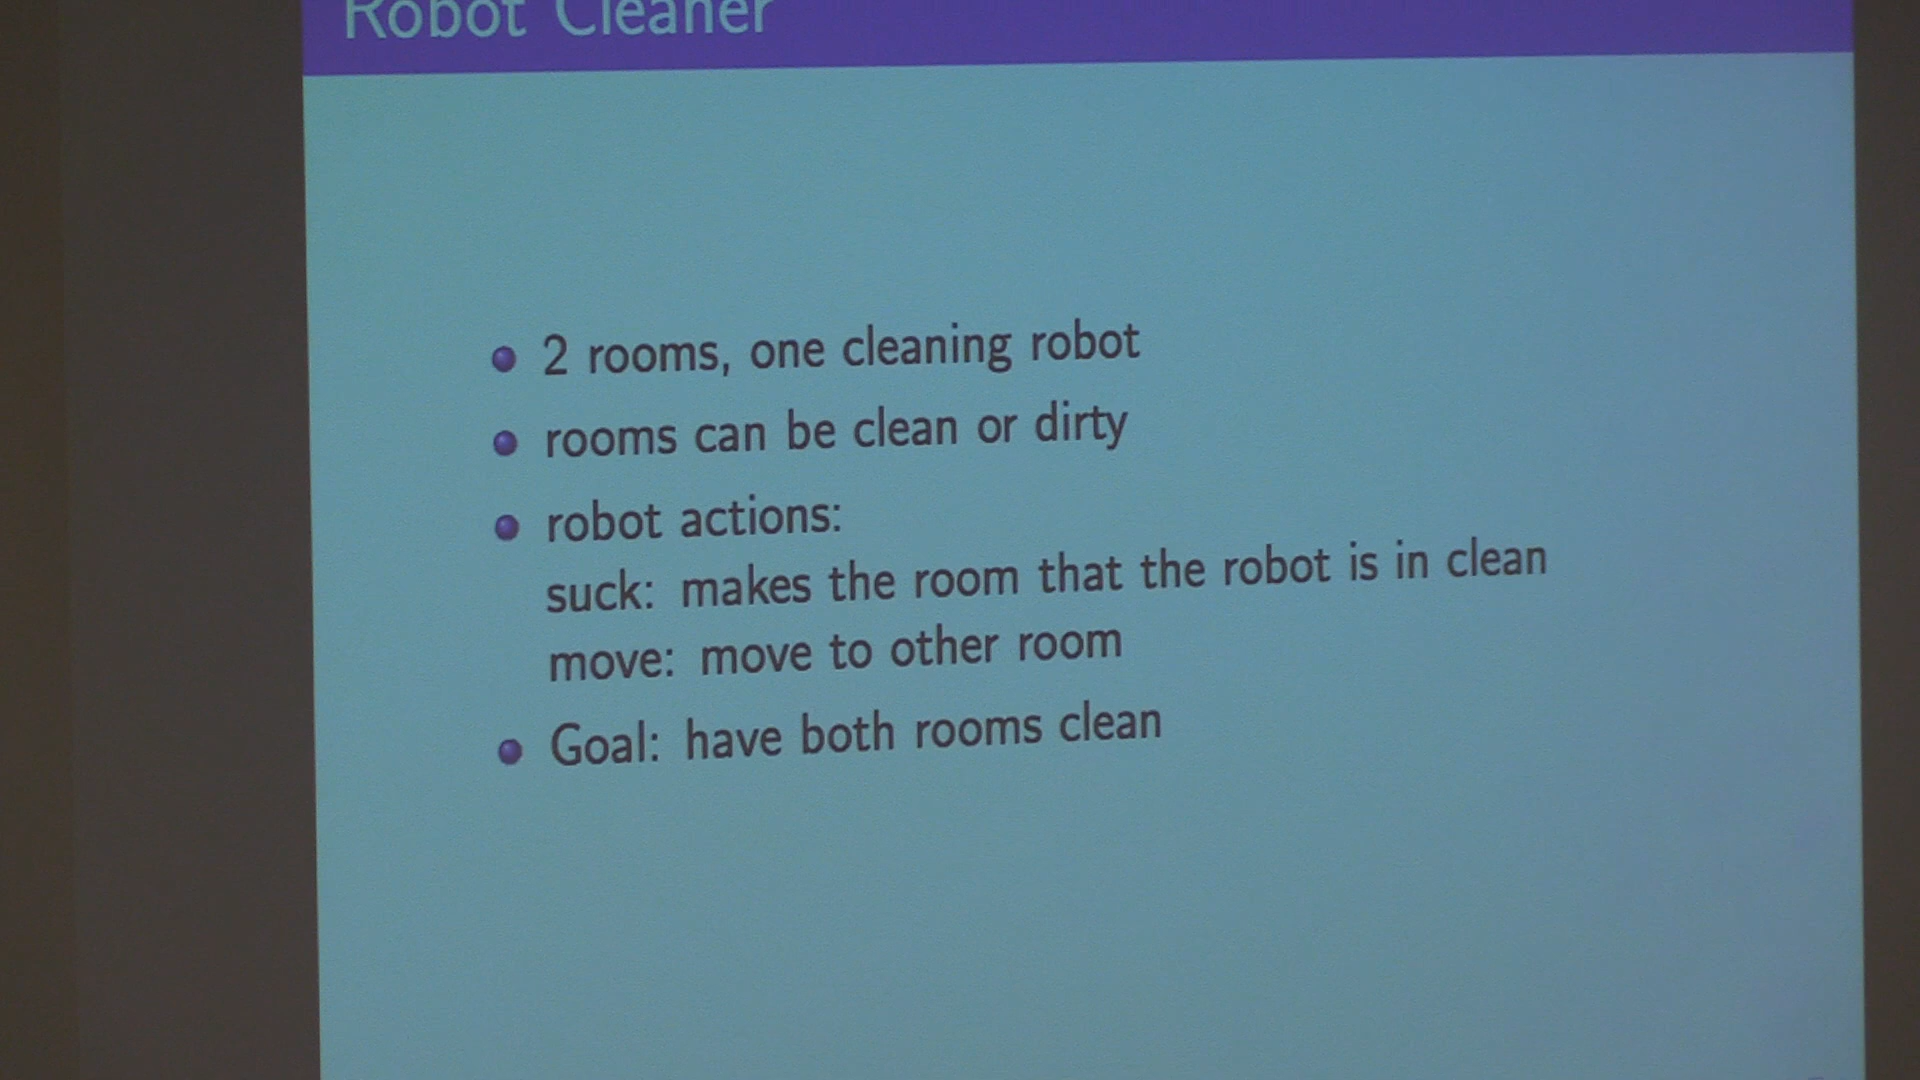 Robot Cleaner
2 rooms, one cleaning robot
rooms can be clean or dirty
robot actions:
suck: makes the room that the robot is in clean
move: move to other room
Goal: have both rooms clean